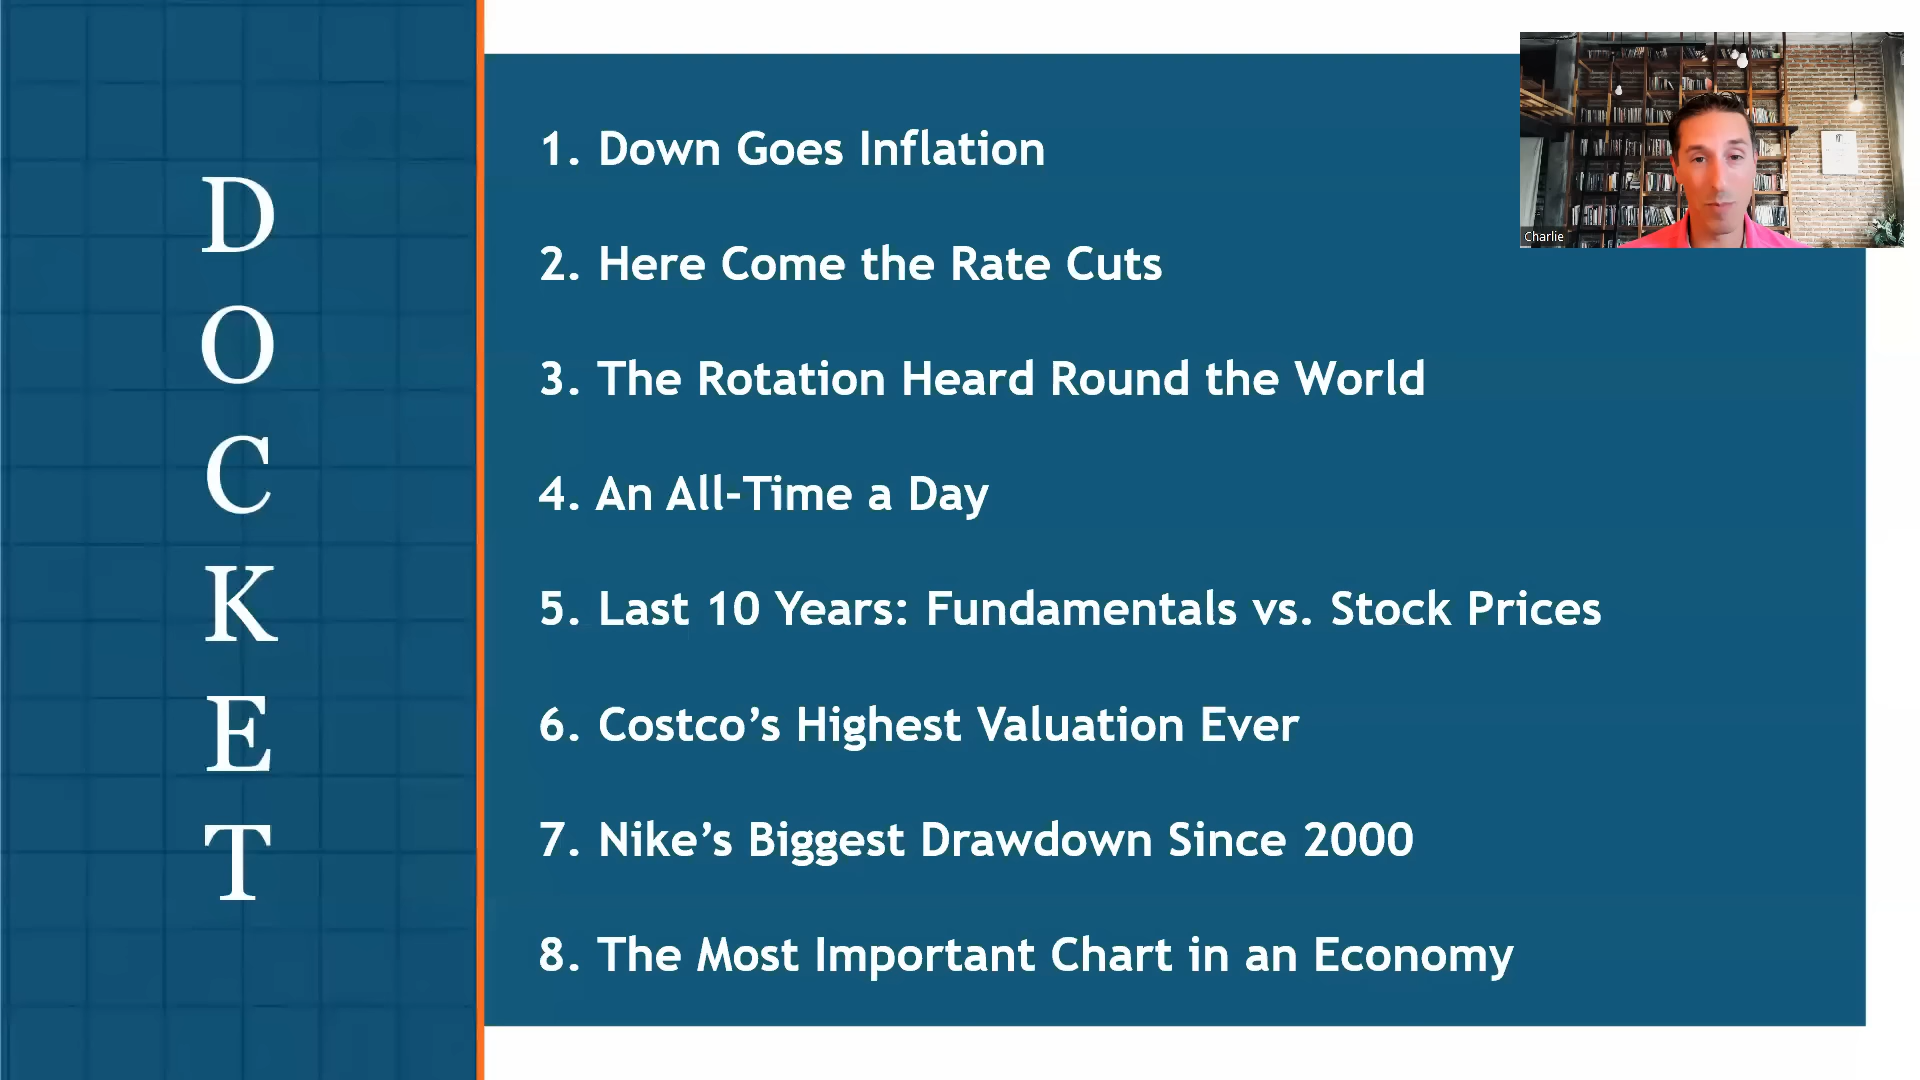 DOCKET
1. Down Goes Inflation
2. Here Come the Rate Cuts
3. The Rotation Heard Round the World
4. An All-Time a Day
5. Last 10 Years: Fundamentals vs. Stock Prices
6. Costco’s Highest Valuation Ever
7. Nike’s Biggest Drawdown Since 2000
8. The Most Important Chart in an Economy
Charlie